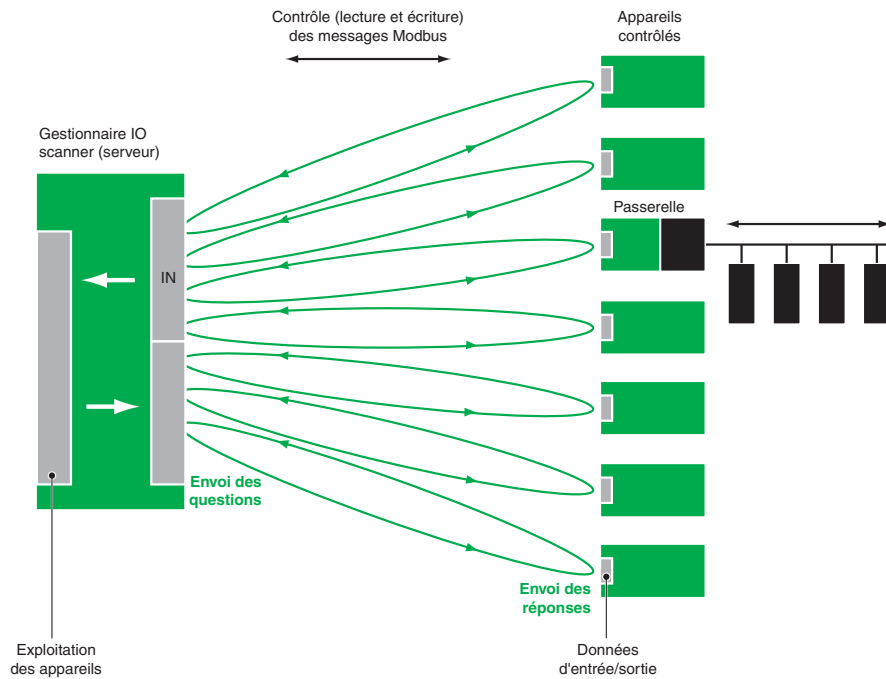 Contrôle (lecture et écriture)
des messages Modbus
Appareils
contrôlés
Gestionnaire IO
scanner (serveur)
Passerelle
IN
Envoi des
questions
Envoi des
réponses
Exploitation
des appareils
Données
d'entrée/sortie